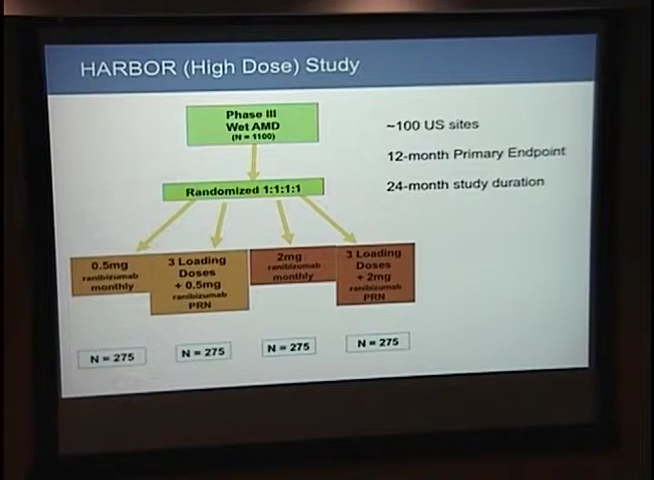 HARBOR (High Dose) Study
Phase III
Wet AMD
(N = 1100)
~100 US sites
12-month Primary Endpoint
24-month study duration
Randomized 1:1:1:1
0.5mg
ranibizumab
monthly
3 Loading
Doses
+ 0.5mg
ranibizumab
PRN
2mg
ranibizumab
monthly
3 Loading
Doses
+ 2mg
ranibizumab
PRN
N = 275
N = 275
N = 275
N = 275